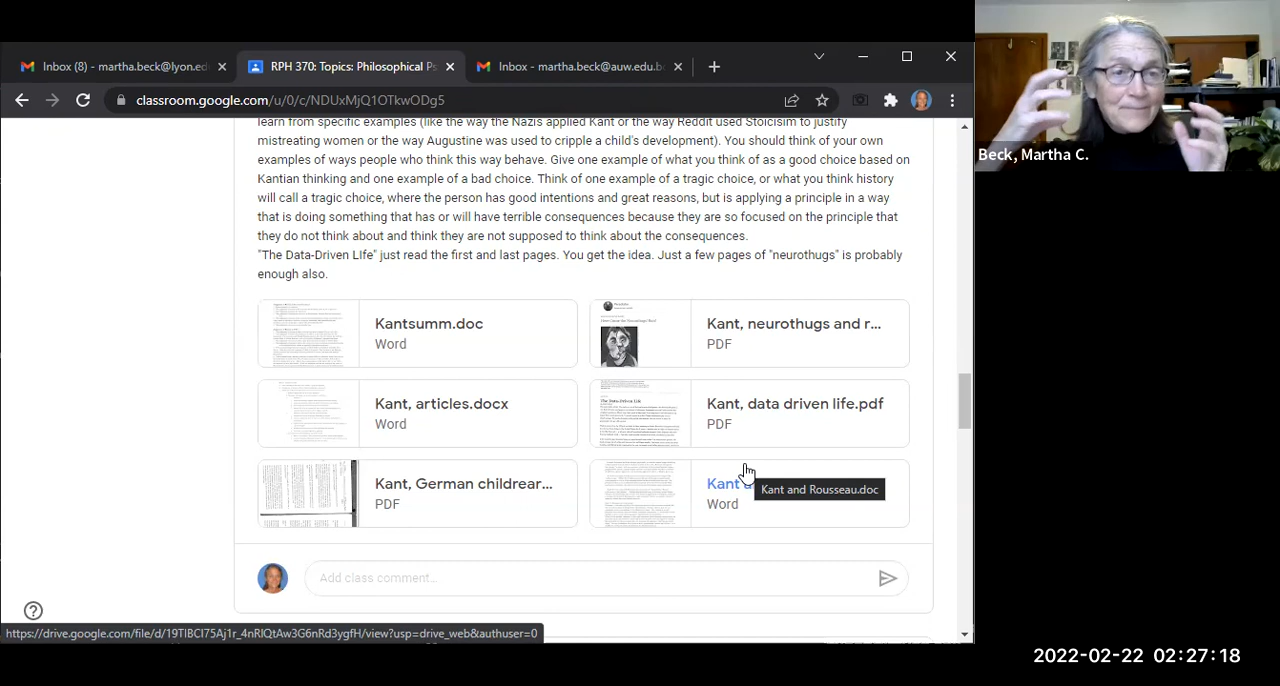 Inbox (8) - martha.beck@lyon.ed
RPH 370: Topics: Philosophical Ps
Inbox - martha.beck@auw.edu.bc
classroom.google.com/u/0/c/NDUxMjQ1OTkwODg5
Beck, Martha C.
learn from specific examples (like the way the Nazis applied Kant or the way Reddit used Stoicisim to justify
mistreating women or the way Augustine was used to cripple a child's development). You should think of your own
examples of ways people who think this way behave. Give one example of what you think of as a good choice based on
Kantian thinking and one example of a bad choice. Think of one example of a tragic choice, or what you think history
will call a tragic choice, where the person has good intentions and great reasons, but is applying a principle in a way
that is doing something that has or will have terrible consequences because they are so focused on the principle that
they do not think about and think they are not supposed to think about the consequences.
"The Data-Driven LIfe" just read the first and last pages. You get the idea. Just a few pages of "neurothugs" is probably
enough also.
Kantsumm.doc
Word
Kant, neurothugs and r...
PDF
Kant, articles.docx
Word
The Data-Driven Life
Kant, data driven life.pdf
PDF
Kant, German childrear...
PDF
Kant a
Kant and Rousseau.doc
Word
Add class comment...
https://drive.google.com/file/d/19TlBCI75Aj1r_4nRlQtAw3G6nRd3ygfH/view?usp=drive_web&authuser=0
2022-02-22 02:27:18